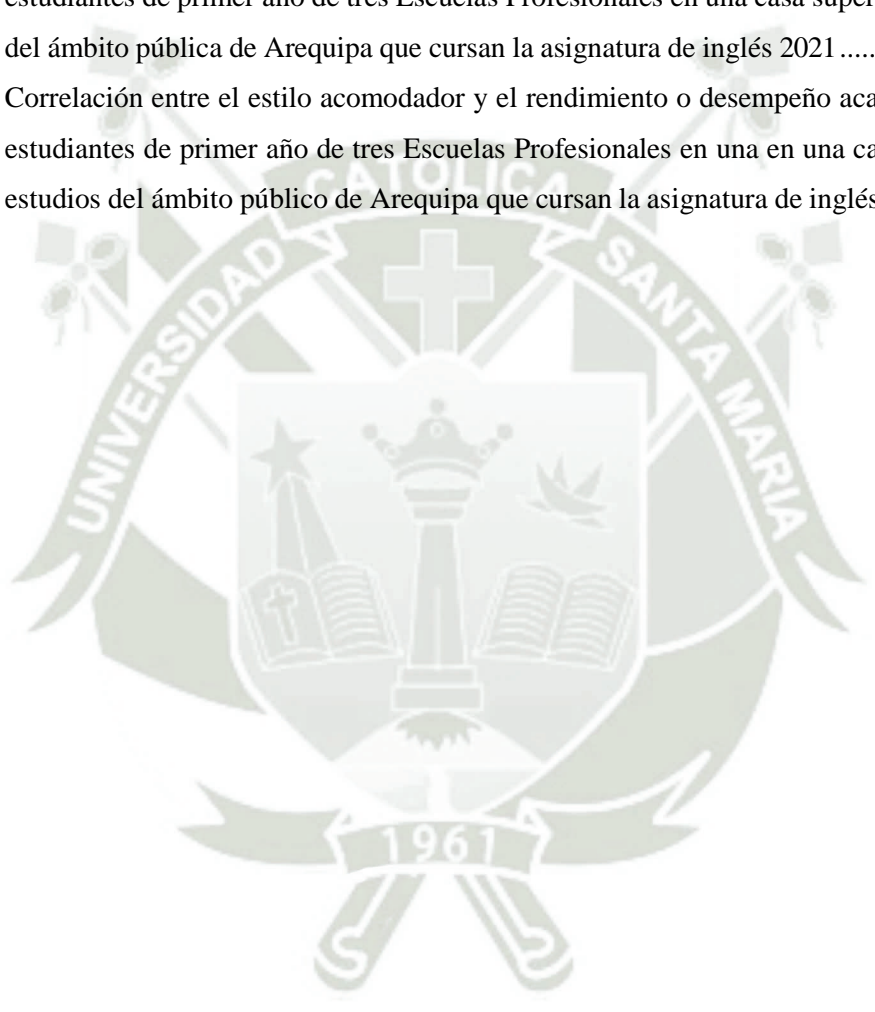 estudiantes de primer año de tres Escuelas Profesionales en una casa super
del ámbito pública de Arequipa que cursan la asignatura de inglés 2021.....
Correlación entre el estilo acomodador y el rendimiento o desempeño aca
estudiantes de primer año de tres Escuelas Profesionales en una en una ca
estudios del ámbito público de Arequipa que cursan la asignatura de inglés
UNIVERSIDAD CATOLICA SANTA MARIA
1961